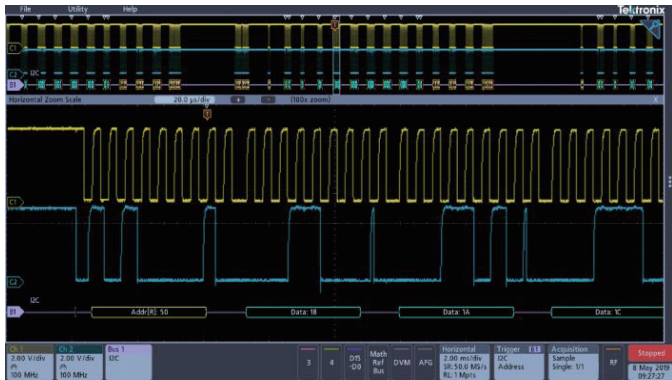 File Utility Help Tektronix
C1
C2 I2C
B1
Horizontal Zoom Scale 20.0 µs/div (100x zoom) X
C1
C2
I2C
B1 Addr[R]: 50 Data: 1B Data: 1A Data: 1C
Ch 1
2.00 V/div
100 MHz
Ch 2
2.00 V/div
100 MHz
Bus 1
I2C
3
4
D15
-D0
Math
Ref
Bus
DVM
AFG
Horizontal
2.00 ms/div
SR: 50.0 MS/s
RL: 1 Mpts
Trigger B1
I2C
Address
Acquisition
Sample
Single: 1/1
RF
Stopped
8 May 2019
09:27:27